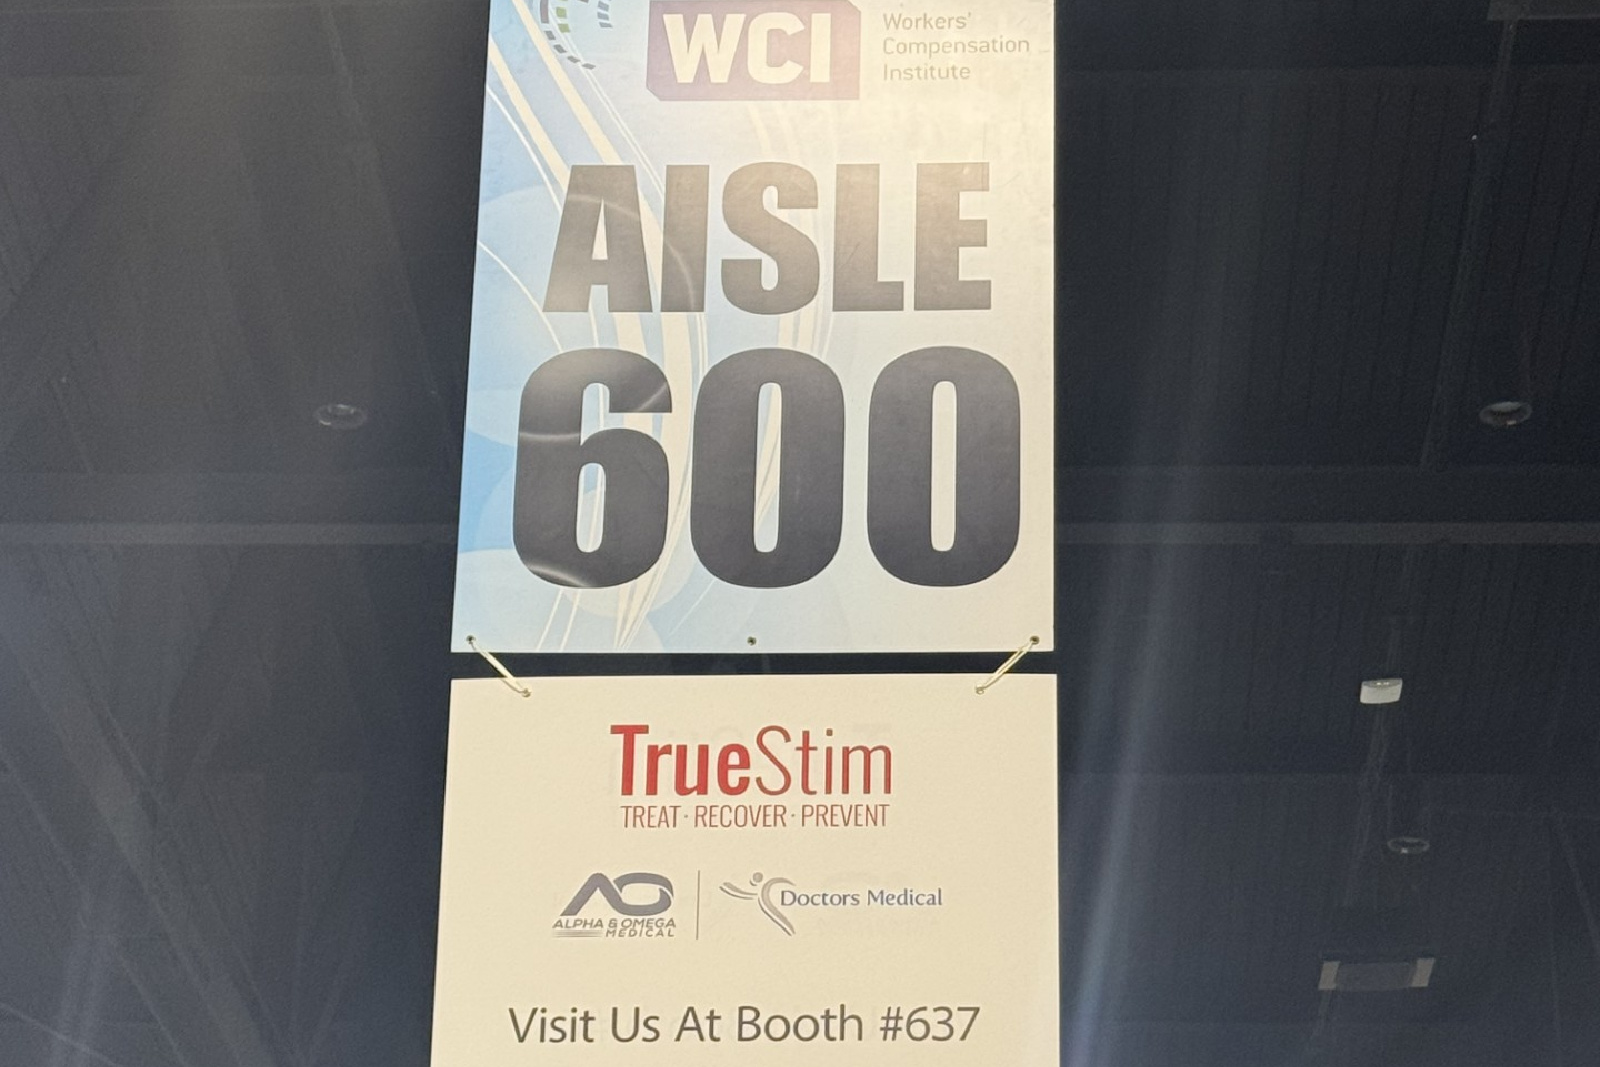 WCI
Workers'
Compensation
Institute
AISLE
600
TrueStim
TREAT · RECOVER · PREVENT
AO
ALPHA & OMEGA
MEDICAL
Doctors Medical
Visit Us At Booth #637